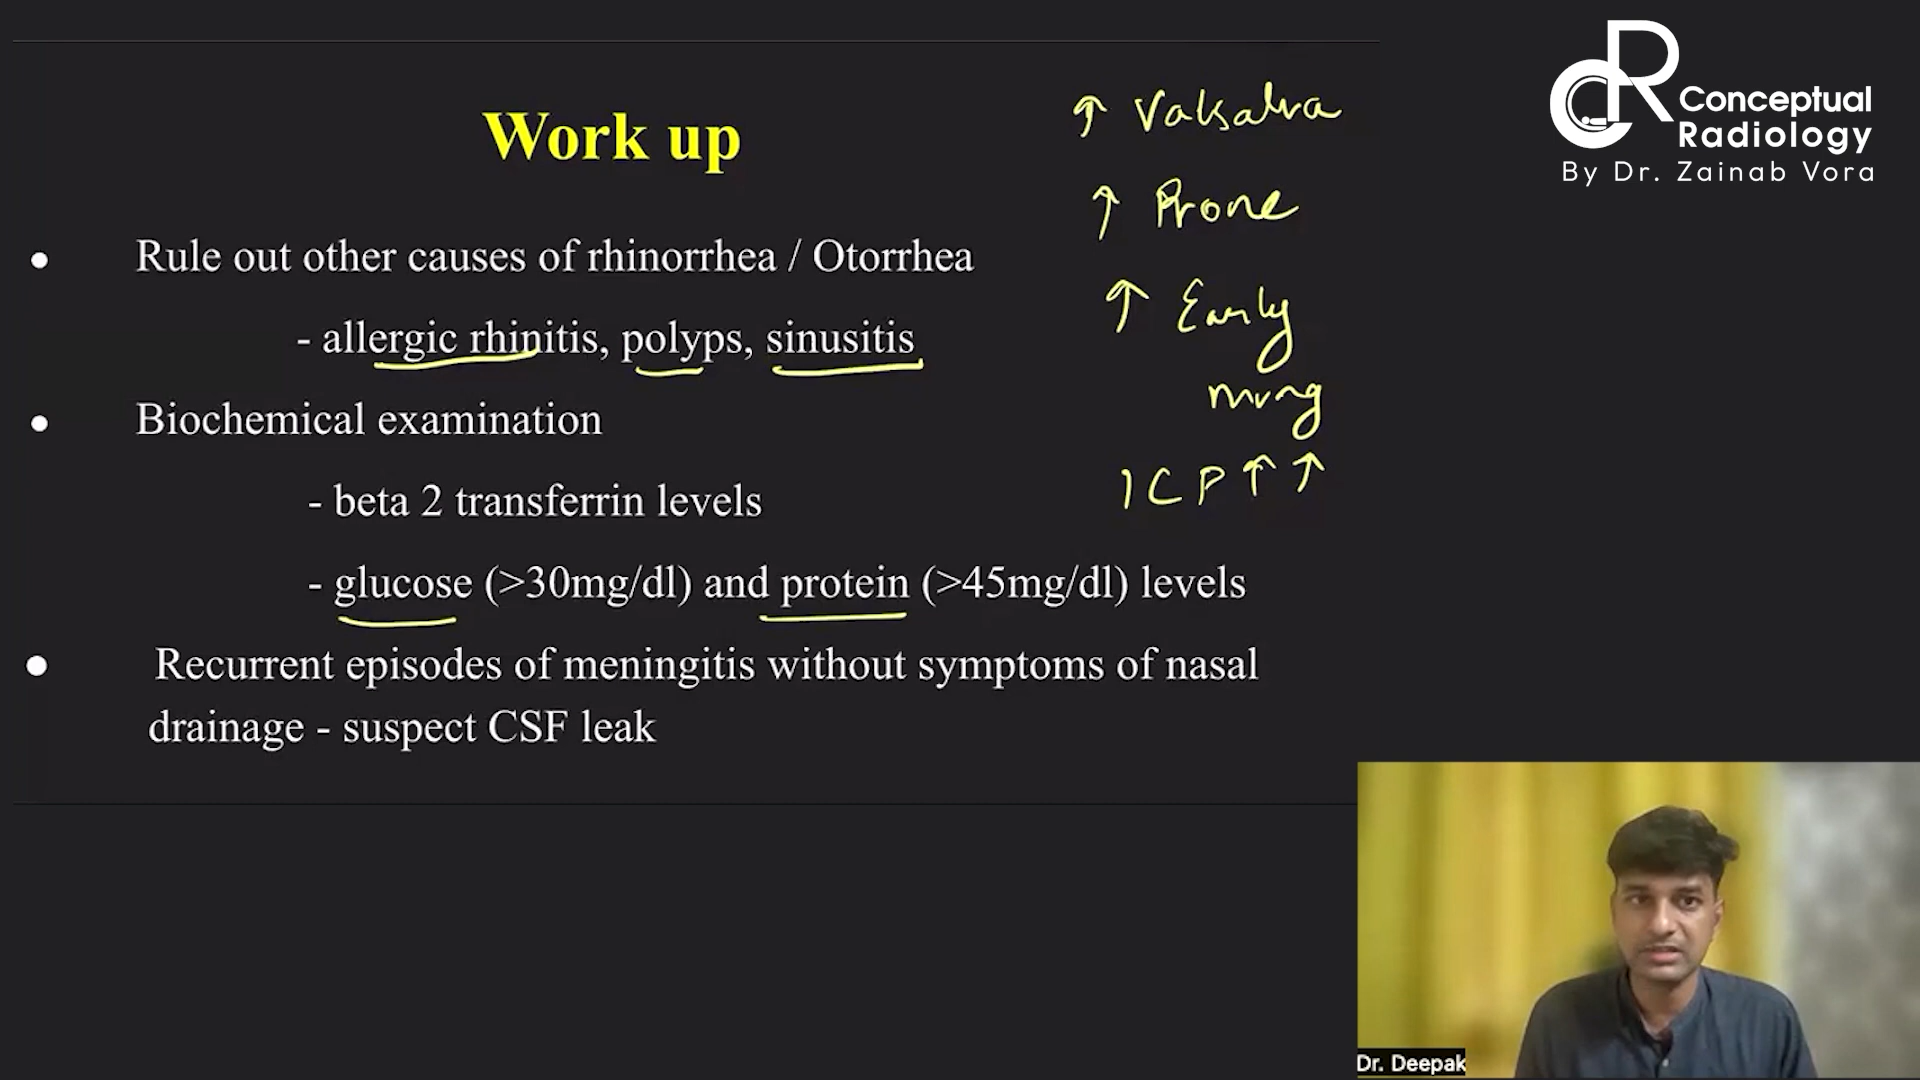 Work up
• Rule out other causes of rhinorrhea / Otorrhea
- allergic rhinitis, polyps, sinusitis
• Biochemical examination
- beta 2 transferrin levels
- glucose (>30mg/dl) and protein (>45mg/dl) levels
• Recurrent episodes of meningitis without symptoms of nasal
drainage - suspect CSF leak
↑ Valsalva
↑ Prone
↑ Early
mrng
ICP ↑ ↑
CR Conceptual
Radiology
By Dr. Zainab Vora
Dr. Deepak